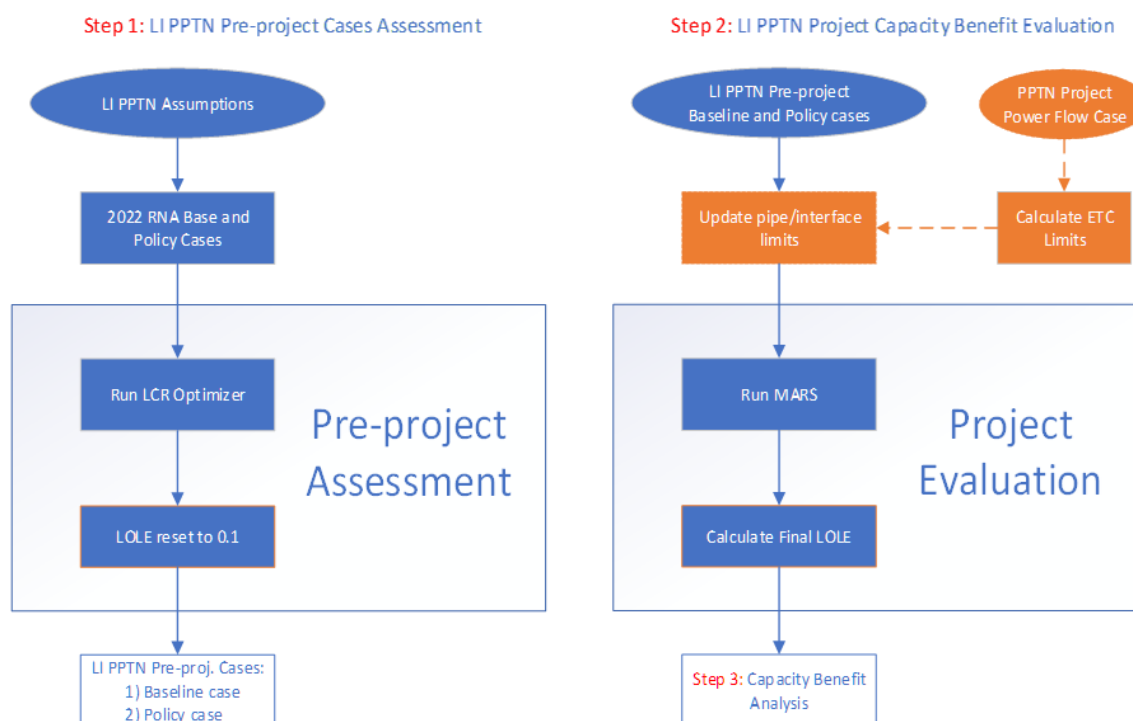 Step 1: LI PPTN Pre-project Cases Assessment
LI PPTN Assumptions
2022 RNA Base and
Policy Cases
Run LCR Optimizer
Pre-project
Assessment
LOLE reset to 0.1
LI PPTN Pre-proj. Cases:
1) Baseline case
2) Policy case
Step 2: LI PPTN Project Capacity Benefit Evaluation
LI PPTN Pre-project
Baseline and Policy cases
PPTN Project
Power Flow Case
Update pipe/interface
limits
Calculate ETC
Limits
Run MARS
Project
Evaluation
Calculate Final LOLE
Step 3: Capacity Benefit
Analysis